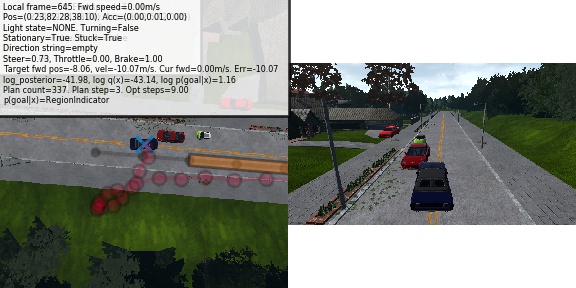 Local frame=645: Fwd speed=0.00m/s
Pos=(0.23,82.28,38.10). Acc=(0.00,0.01,0.00)
Light state=NONE. Turning=False
Stationary=True. Stuck=True
Direction string=empty
Steer=0.73, Throttle=0.00, Brake=1.00
Target fwd pos=-8.06, vel=-10.07m/s. Cur fwd=0.00m/s. Err=-10.07
log_posterior=-41.98, log q(x)=-43.14, log p(goal|x)=1.16
Plan count=337. Plan step=3. Opt steps=9.00
p(goal|x)=RegionIndicator